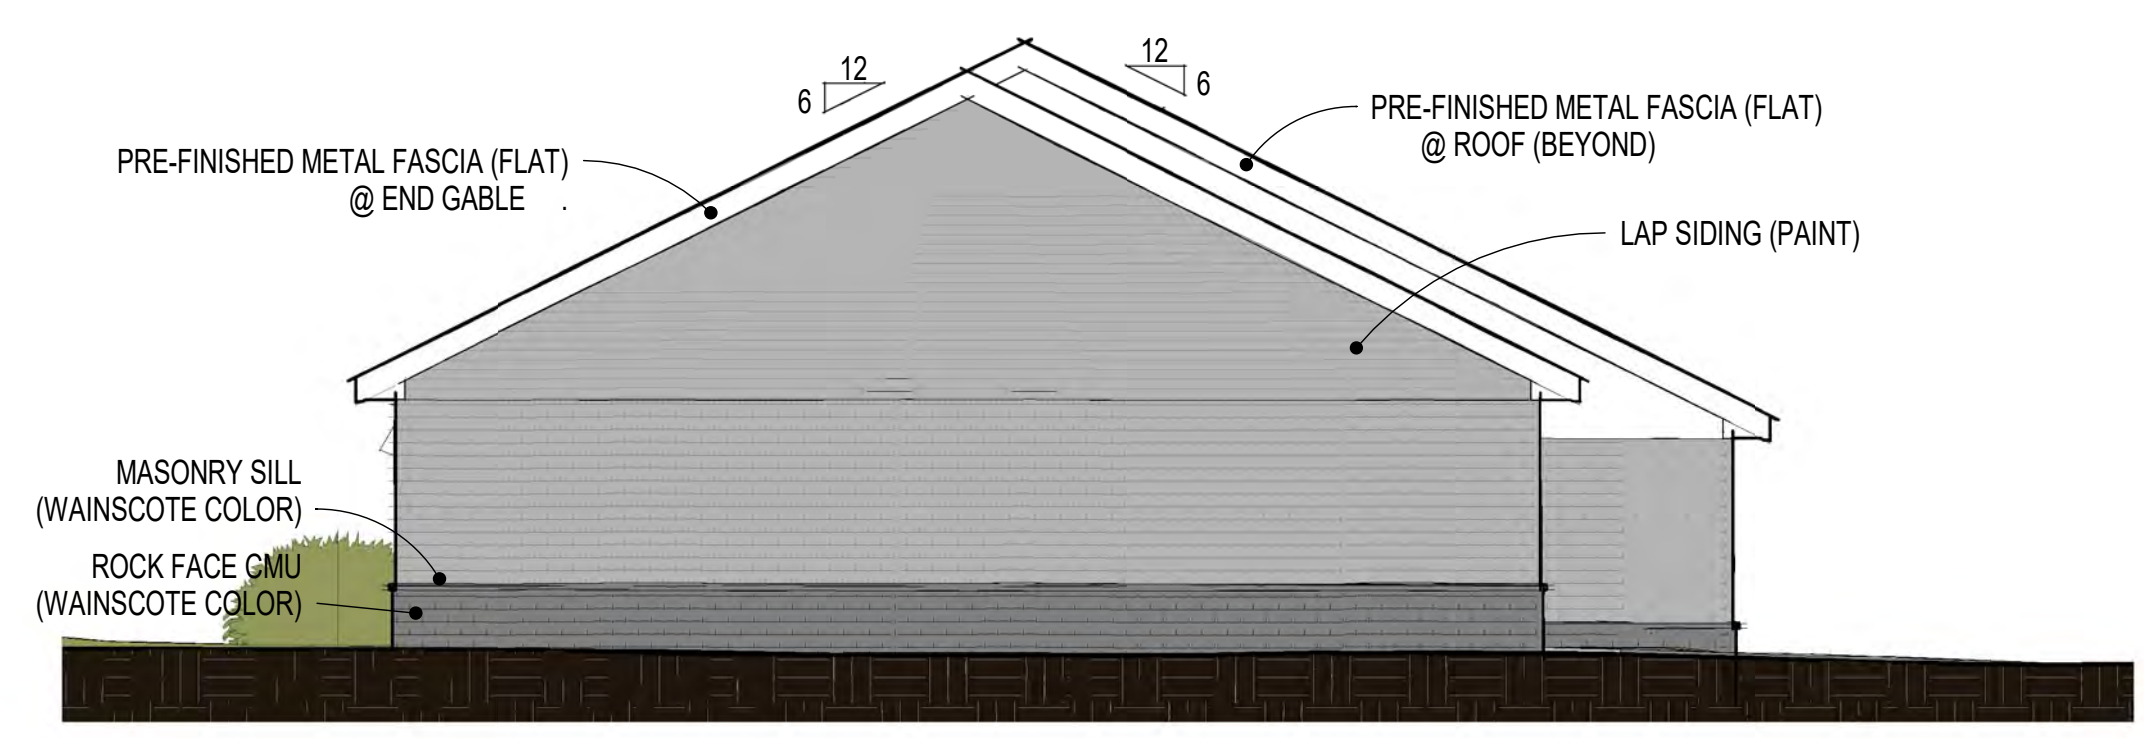 12
6
12
6
PRE-FINISHED METAL FASCIA (FLAT)
@ ROOF (BEYOND)
PRE-FINISHED METAL FASCIA (FLAT)
@ END GABLE .
LAP SIDING (PAINT)
MASONRY SILL
(WAINSCOTE COLOR)
ROCK FACE CMU
(WAINSCOTE COLOR)